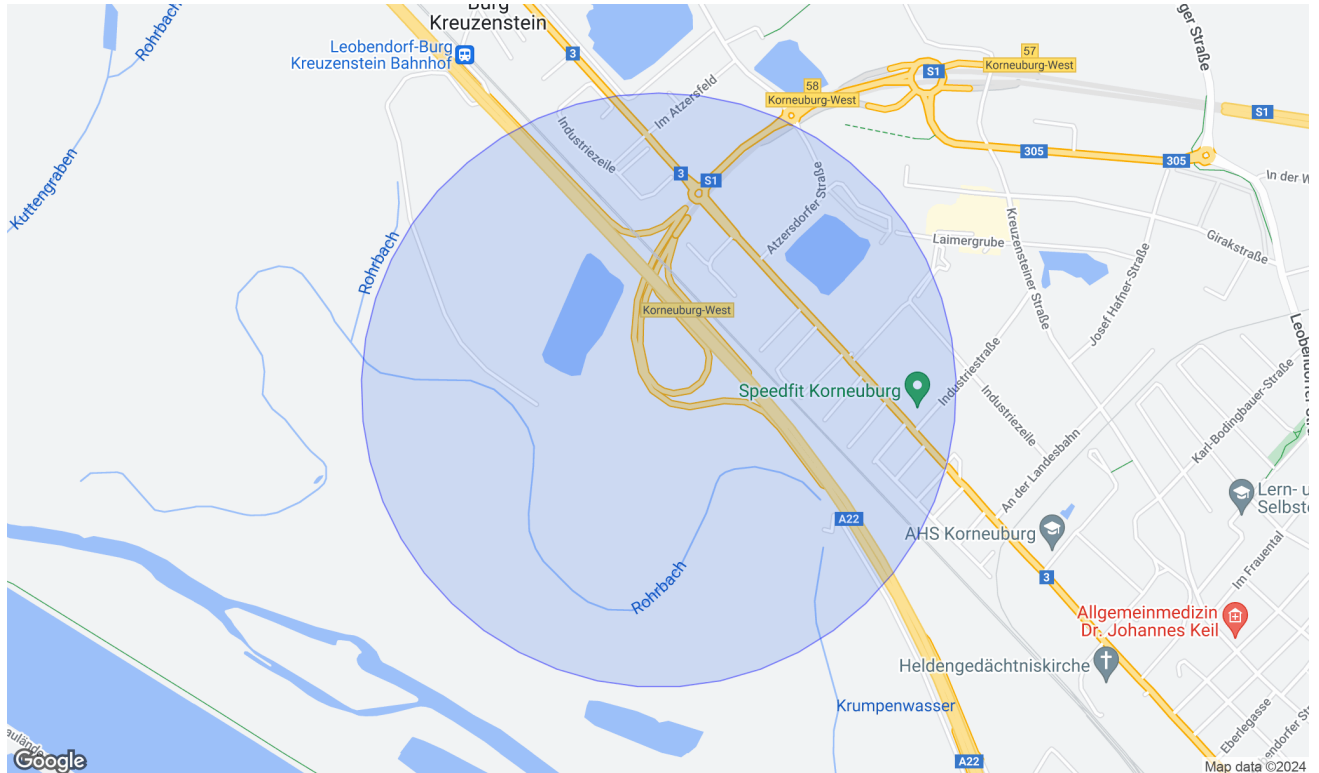 Burg
Kreuzenstein
Leobendorf-Burg
Kreuzenstein Bahnhof
Rohrbach
Kuttengraben
Rohrbach
3
Im Atzersfeld
Industriezeile
58
Korneuburg-West
S1
57
Korneuburg-West
ger Straße
S1
305
305
An der W
3
S1
Atzersdorfer Straße
Laimergrube
Kreuzensteiner Straße
Girakstraße
Josef Hafner-Straße
Korneuburg-West
Speedfit Korneuburg
Industriestraße
Industriezeile
An der Landesbahn
Karl-Bodingbauer-Straße
Leobendorfer
Lern- u
Selbst
A22
AHS Korneuburg
Im Frauental
3
Rohrbach
Allgemeinmedizin
Dr. Johannes Keil
Heldengedächtniskirche
Krumpenwasser
Eberlegasse
A22
Google
Map data ©2024